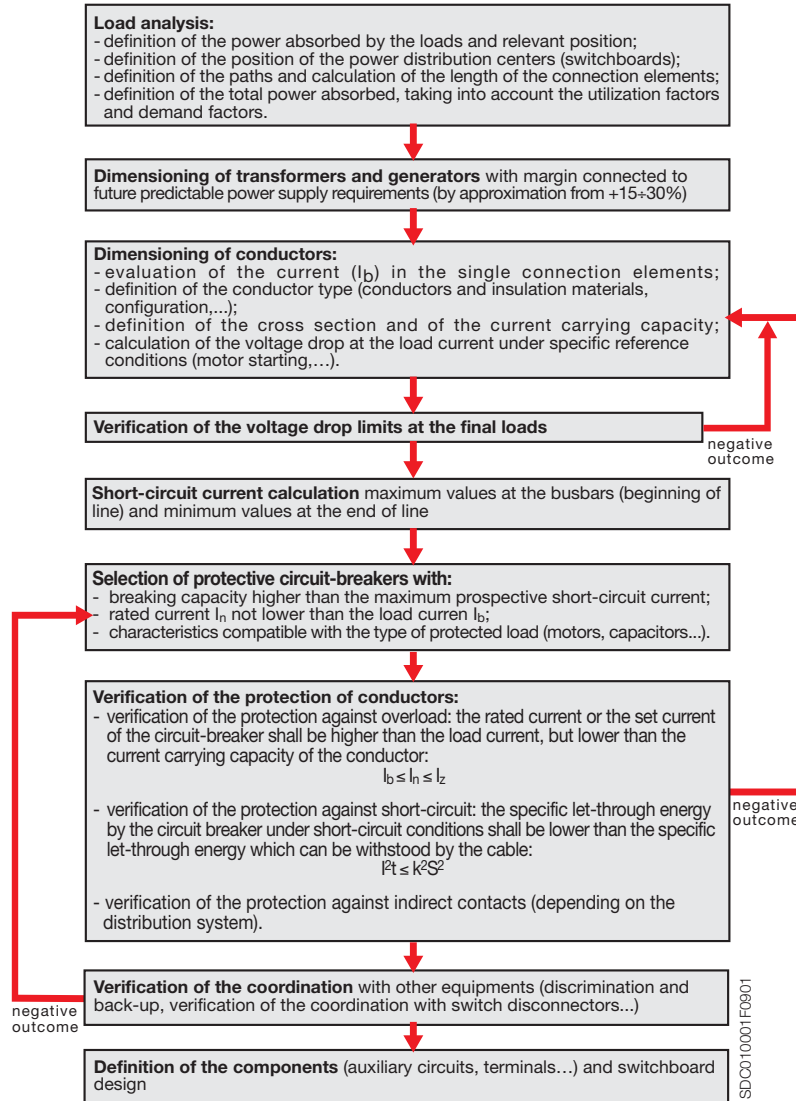 Load analysis:
- definition of the power absorbed by the loads and relevant position;
- definition of the position of the power distribution centers (switchboards);
- definition of the paths and calculation of the length of the connection elements;
- definition of the total power absorbed, taking into account the utilization factors
and demand factors.
Dimensioning of transformers and generators with margin connected to
future predictable power supply requirements (by approximation from +15÷30%)
Dimensioning of conductors:
- evaluation of the current (Ib) in the single connection elements;
- definition of the conductor type (conductors and insulation materials,
configuration,...);
- definition of the cross section and of the current carrying capacity;
- calculation of the voltage drop at the load current under specific reference
conditions (motor starting,…).
Verification of the voltage drop limits at the final loads
negative
outcome
Short-circuit current calculation maximum values at the busbars (beginning of
line) and minimum values at the end of line
Selection of protective circuit-breakers with:
- breaking capacity higher than the maximum prospective short-circuit current;
- rated current In not lower than the load curren Ib;
- characteristics compatible with the type of protected load (motors, capacitors...).
Verification of the protection of conductors:
- verification of the protection against overload: the rated current or the set current
of the circuit-breaker shall be higher than the load current, but lower than the
current carrying capacity of the conductor:
Ib ≤ In ≤ Iz
- verification of the protection against short-circuit: the specific let-through energy
by the circuit breaker under short-circuit conditions shall be lower than the specific
let-through energy which can be withstood by the cable:
I²t ≤ k²S²
- verification of the protection against indirect contacts (depending on the
distribution system).
negative
outcome
Verification of the coordination with other equipments (discrimination and
back-up, verification of the coordination with switch disconnectors...)
negative
outcome
Definition of the components (auxiliary circuits, terminals…) and switchboard
design
SDC010001F0901